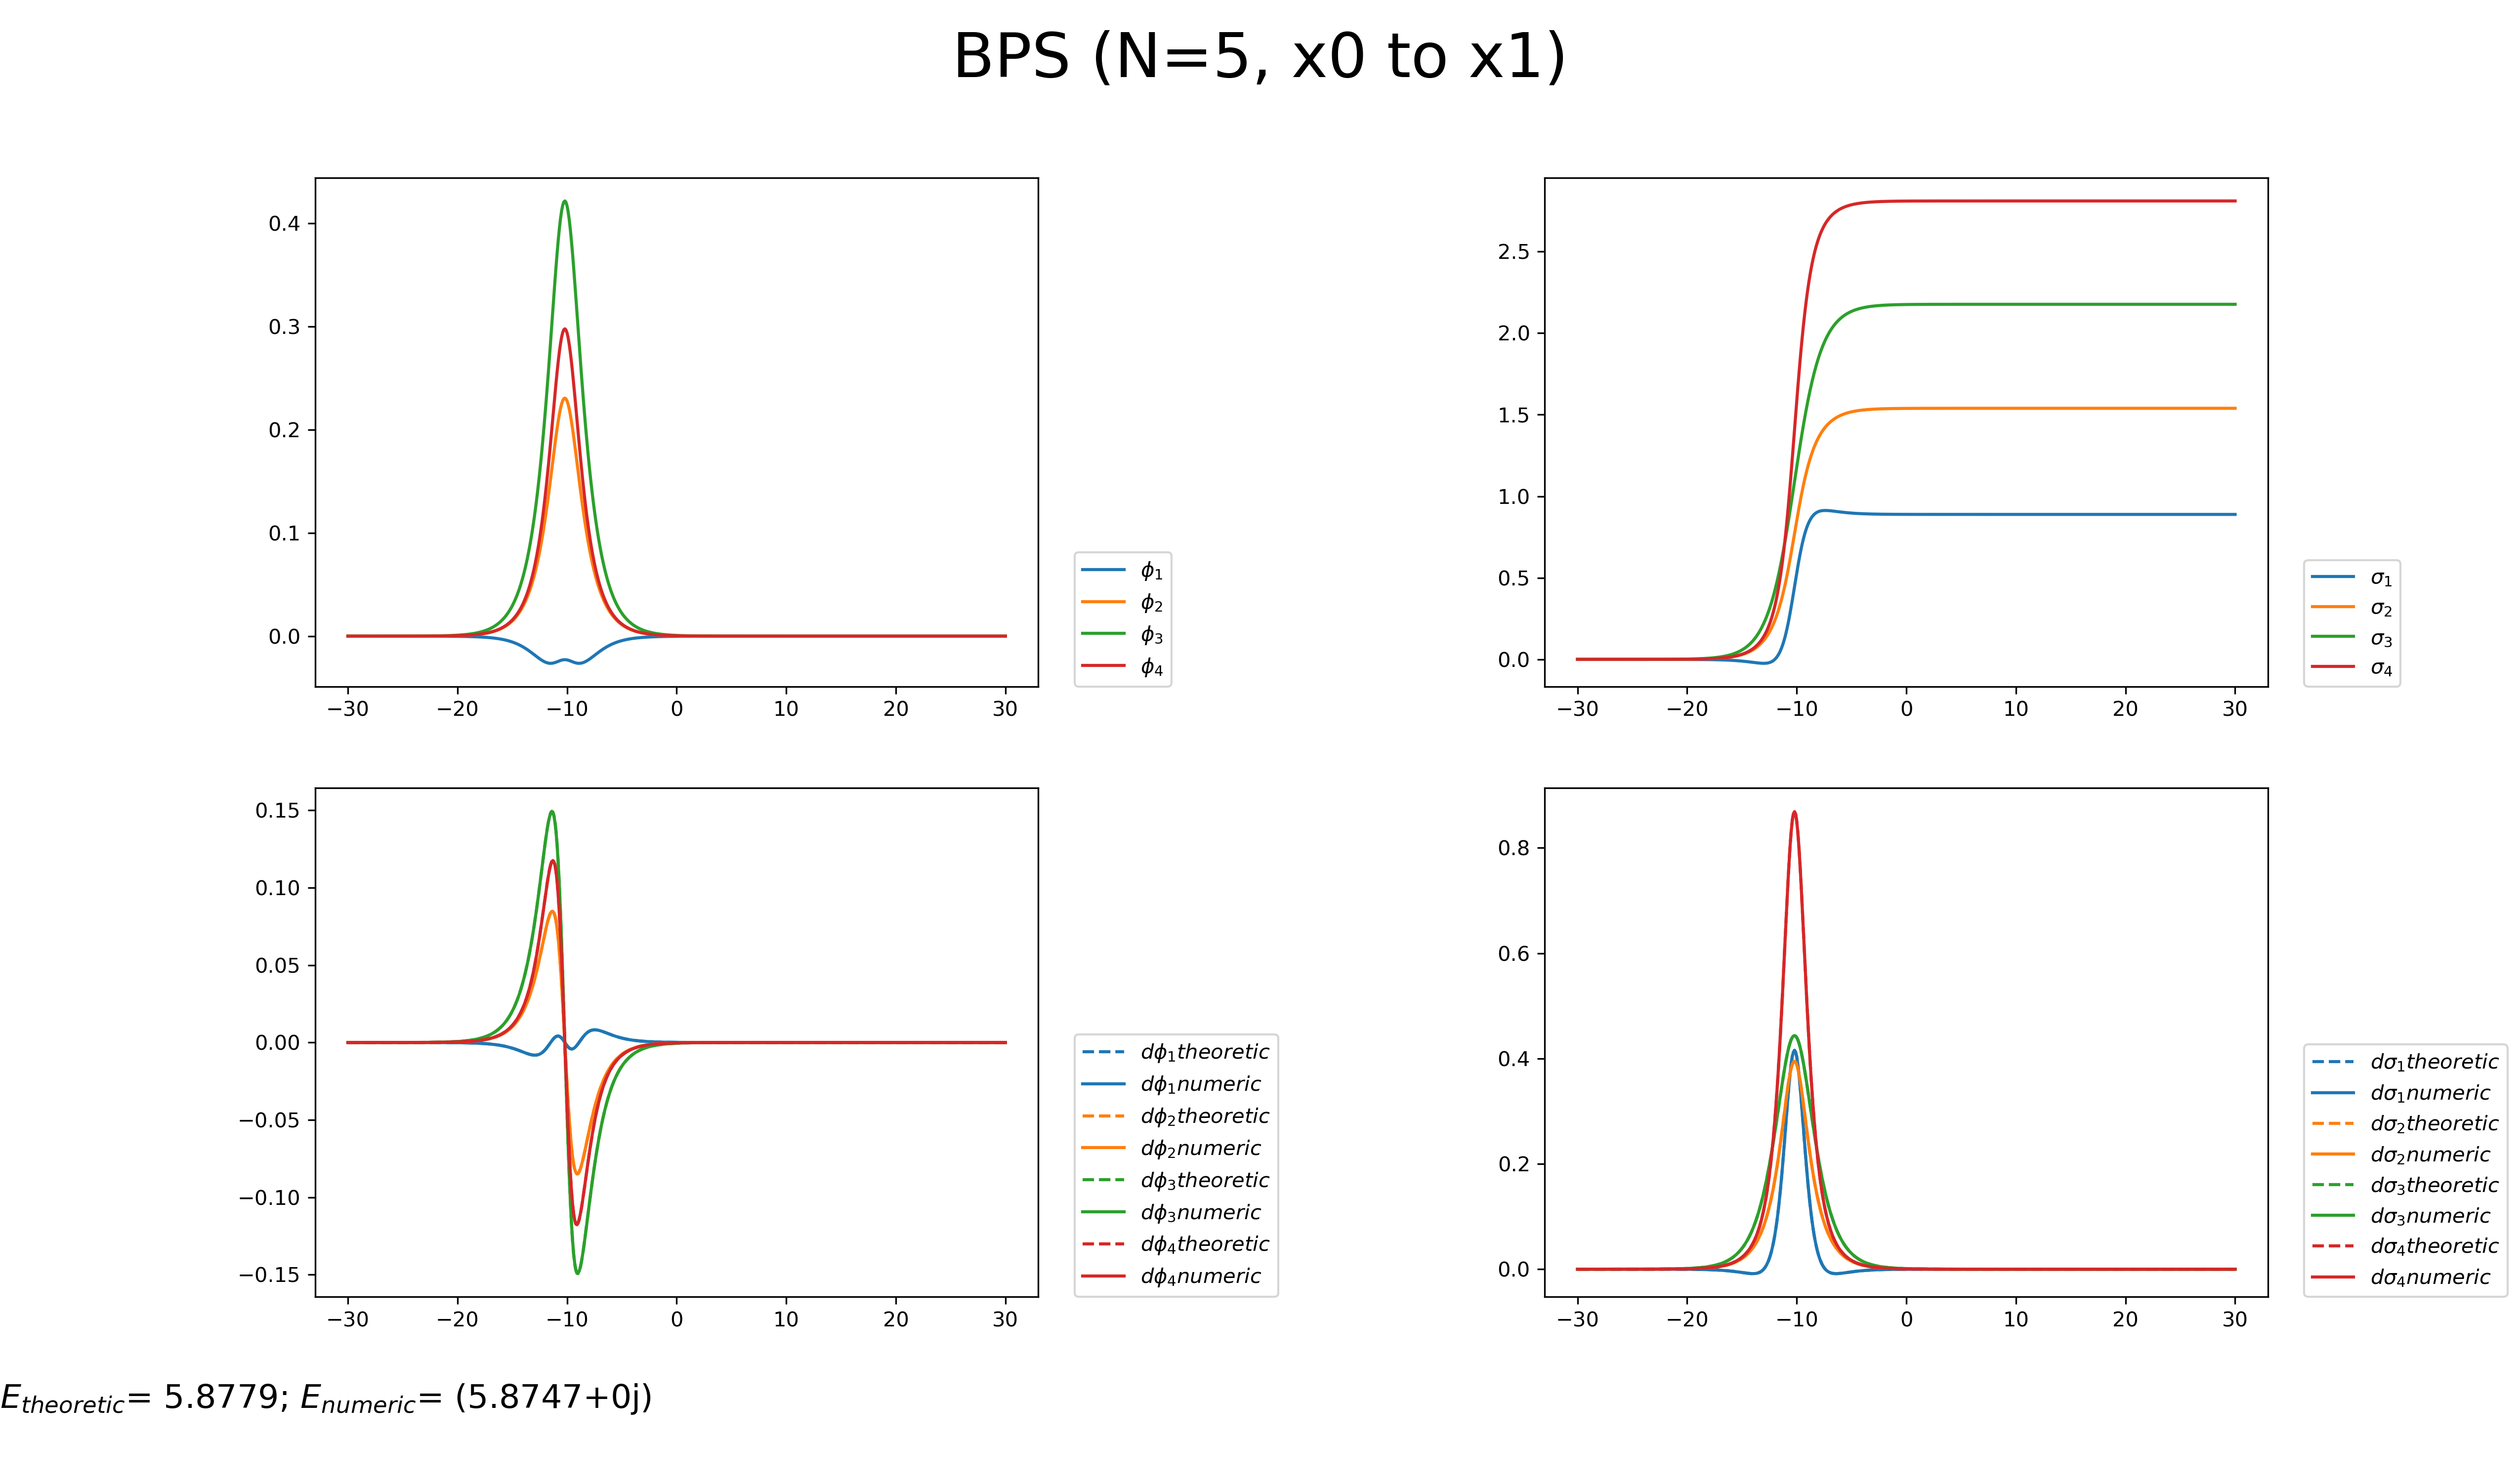 BPS (N=5, x0 to x1)
0.4
0.3
0.2
0.1
0.0
−30 −20 −10 0 10 20 30
ϕ1
ϕ2
ϕ3
ϕ4
2.5
2.0
1.5
1.0
0.5
0.0
−30 −20 −10 0 10 20 30
σ1
σ2
σ3
σ4
0.15
0.10
0.05
0.00
−0.05
−0.10
−0.15
−30 −20 −10 0 10 20 30
dϕ1theoretic
dϕ1numeric
dϕ2theoretic
dϕ2numeric
dϕ3theoretic
dϕ3numeric
dϕ4theoretic
dϕ4numeric
0.8
0.6
0.4
0.2
0.0
−30 −20 −10 0 10 20 30
dσ1theoretic
dσ1numeric
dσ2theoretic
dσ2numeric
dσ3theoretic
dσ3numeric
dσ4theoretic
dσ4numeric
Etheoretic= 5.8779; Enumeric= (5.8747+0j)